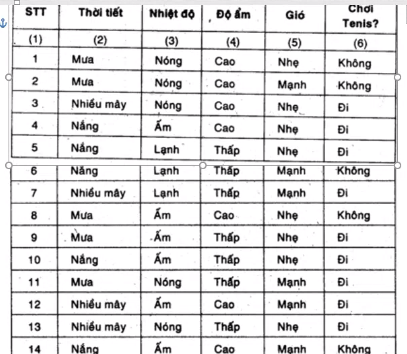 STT Thời tiết Nhiệt độ Độ ẩm Gió Chơi Tenis?
(1) (2) (3) (4) (5) (6)
1 Mưa Nóng Cao Nhẹ Không
2 Mưa Nóng Cao Mạnh Không
3 Nhiều mây Nóng Cao Nhẹ Đi
4 Nắng Ấm Cao Nhẹ Đi
5 Nắng Lạnh Thấp Nhẹ Đi
6 Nắng Lạnh Thấp Mạnh Không
7 Nhiều mây Lạnh Thấp Mạnh Đi
8 Mưa Ấm Cao Nhẹ Không
9 Mưa Ấm Thấp Nhẹ Đi
10 Nắng Ấm Thấp Nhẹ Đi
11 Mưa Nóng Thấp Mạnh Đi
12 Nhiều mây Ấm Cao Mạnh Đi
13 Nhiều mây Nóng Thấp Nhẹ Đi
14 Nắng Ấm Cao Mạnh Không